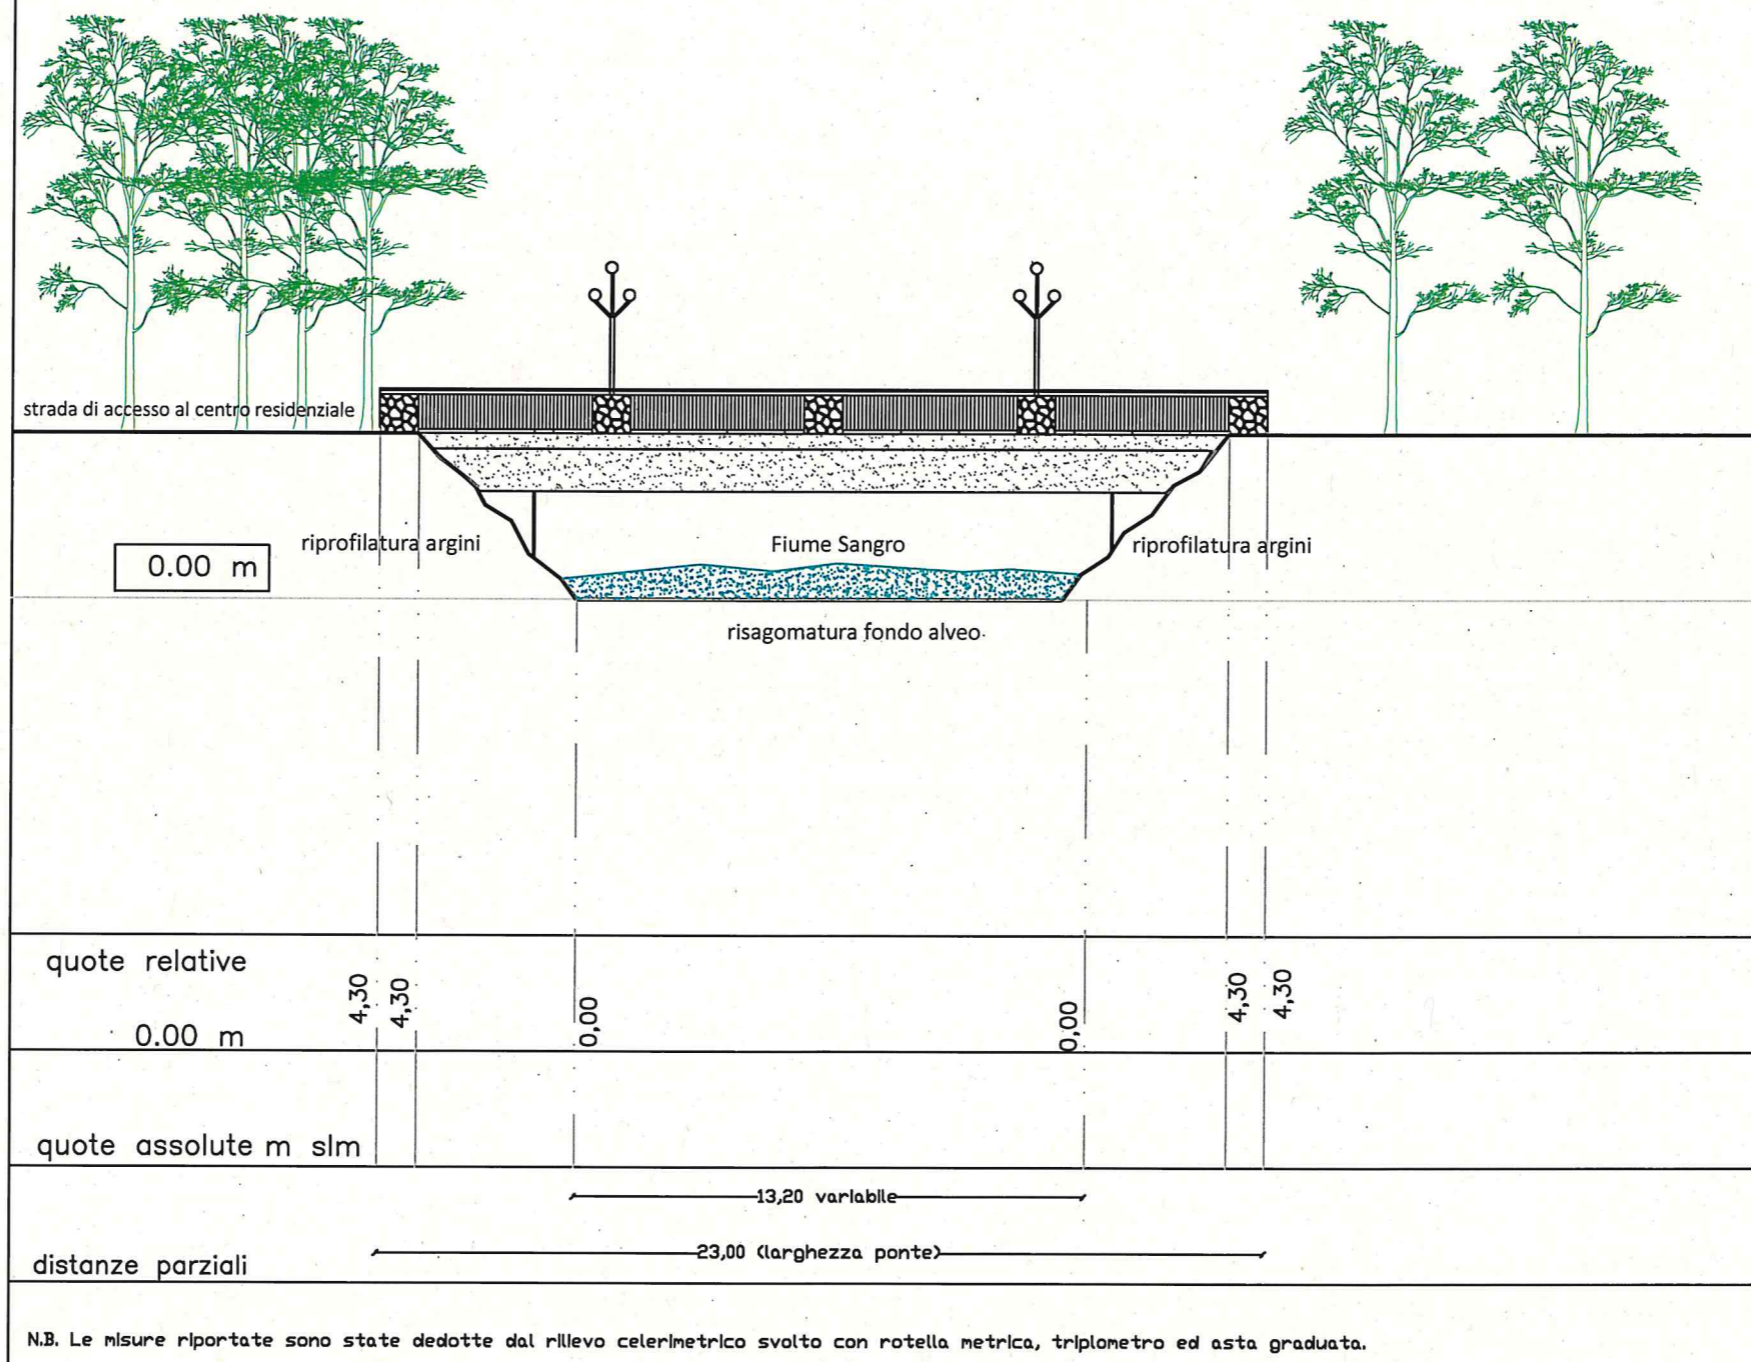 strada di accesso al centro residenziale
riprofilatura argini
Fiume Sangro
riprofilatura argini
0.00 m
risagomatura fondo alveo
quote relative
4,30
4,30
0,00
0,00
4,30
4,30
0.00 m
quote assolute m slm
13,20 variabile
23,00 (larghezza ponte)
distanze parziali
N.B. Le misure riportate sono state dedotte dal rilievo celerimetrico svolto con rotella metrica, triplometro ed asta graduata.